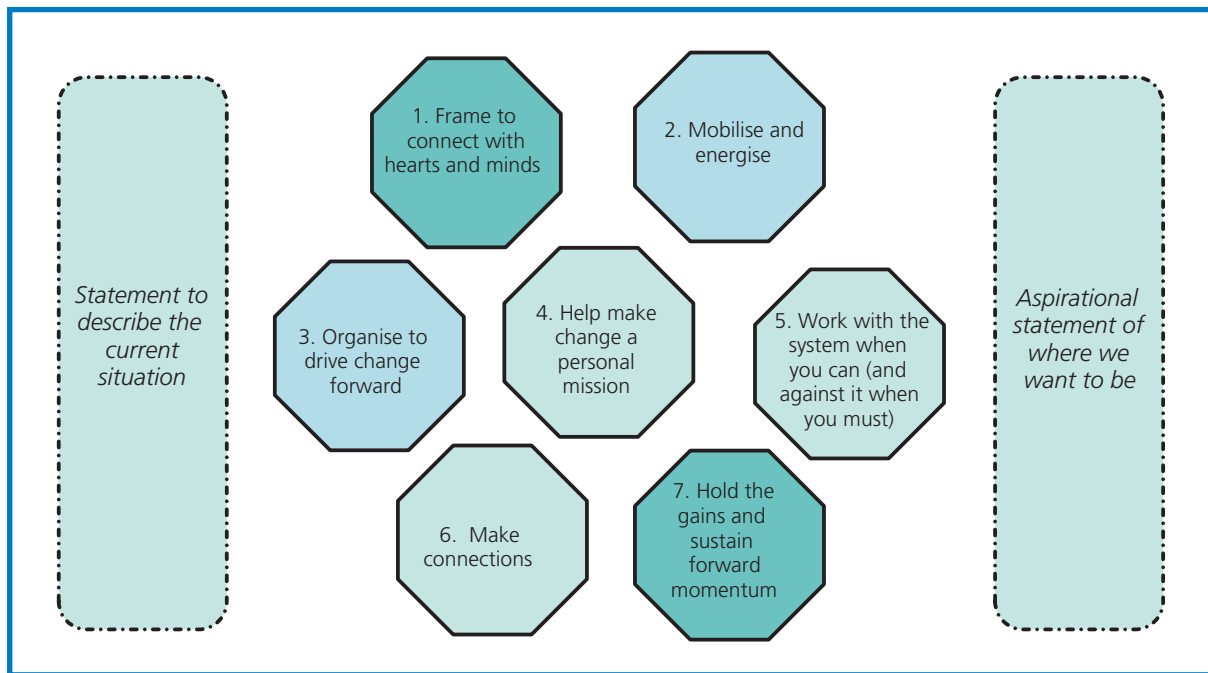 Statement to
describe the
current
situation
1. Frame to
connect with
hearts and minds
2. Mobilise and
energise
3. Organise to
drive change
forward
4. Help make
change a
personal
mission
5. Work with the
system when
you can (and
against it when
you must)
6. Make
connections
7. Hold the
gains and
sustain
forward
momentum
Aspirational
statement of
where we
want to be